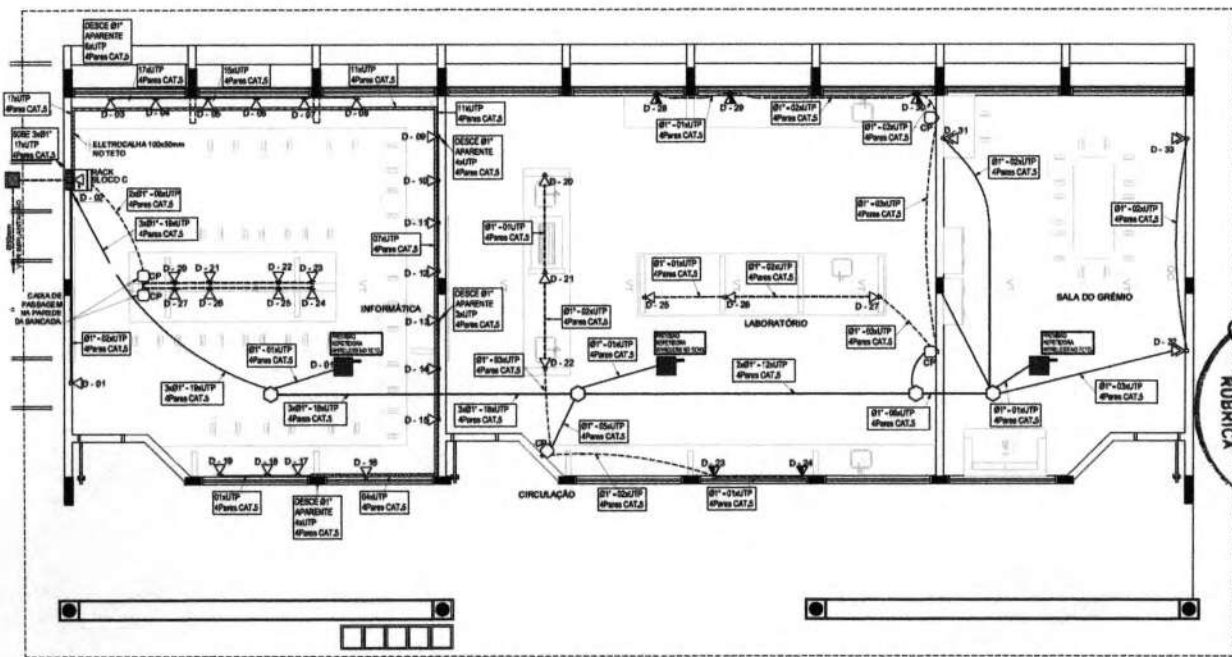 DESCE Ø1"
APARENTE
6xUTP
4Pares CAT.5
17xUTP
4Pares CAT.5
15xUTP
4Pares CAT.5
11xUTP
4Pares CAT.5
17xUTP
4Pares CAT.5
D - 03
D - 04
D - 05
D - 06
D - 07
D - 08
11xUTP
4Pares CAT.5
SOBE 3xØ1"
17xUTP
4Pares CAT.5
ELETROCALHA 100x50mm
NO TETO
RACK
BLOCO C
D - 02
D - 09
DESCE Ø1"
APARENTE
4xUTP
4Pares CAT.5
D - 10
D - 11
07xUTP
4Pares CAT.5
D - 12
2xØ1" - 08xUTP
4Pares CAT.5
3xØ1" - 19xUTP
4Pares CAT.5
VER IMPLANTAÇÃO
CAIXA DE
PASSAGEM
NA PAREDE
DA BANCADA
CP
CP
D - 20
D - 21
D - 22
D - 23
D - 27
D - 26
D - 25
D - 24
INFORMÁTICA
DESCE Ø1"
APARENTE
3xUTP
4Pares CAT.5
D - 13
D - 14
D - 15
Ø1" - 02xUTP
4Pares CAT.5
D - 01
Ø1" - 01xUTP
4Pares CAT.5
D - 01
3xØ1" - 19xUTP
4Pares CAT.5
3xØ1" - 18xUTP
4Pares CAT.5
D - 19
D - 18
D - 17
D - 16
01xUTP
4Pares CAT.5
DESCE Ø1"
APARENTE
4xUTP
4Pares CAT.5
04xUTP
4Pares CAT.5
D - 28
D - 29
D - 30
Ø1" - 01xUTP
4Pares CAT.5
Ø1" - 02xUTP
4Pares CAT.5
Ø1" - 03xUTP
4Pares CAT.5
CP
D - 31
D - 33
D - 20
Ø1" - 01xUTP
4Pares CAT.5
Ø1" - 03xUTP
4Pares CAT.5
Ø1" - 02xUTP
4Pares CAT.5
Ø1" - 02xUTP
4Pares CAT.5
D - 21
Ø1" - 01xUTP
4Pares CAT.5
Ø1" - 02xUTP
4Pares CAT.5
D - 25
D - 26
D - 27
Ø1" - 02xUTP
4Pares CAT.5
LABORATÓRIO
SALA DO GRÊMIO
Ø1" - 03xUTP
4Pares CAT.5
D - 22
Ø1" - 01xUTP
4Pares CAT.5
CP
D - 32
Ø1" - 03xUTP
4Pares CAT.5
3xØ1" - 18xUTP
4Pares CAT.5
2xØ1" - 12xUTP
4Pares CAT.5
Ø1" - 06xUTP
4Pares CAT.5
Ø1" - 01xUTP
4Pares CAT.5
Ø1" - 03xUTP
4Pares CAT.5
Ø1" - 05xUTP
4Pares CAT.5
CP
D - 23
D - 24
CIRCULAÇÃO
Ø1" - 02xUTP
4Pares CAT.5
Ø1" - 01xUTP
4Pares CAT.5
RUBRICA